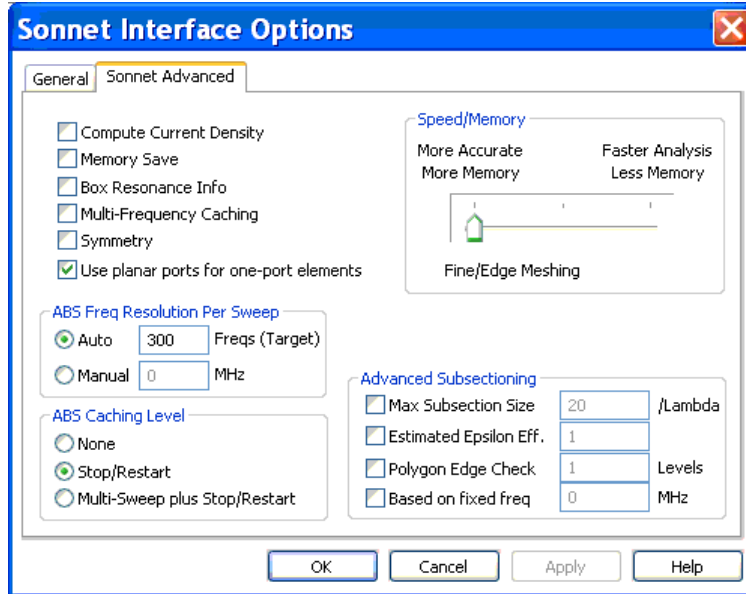 Sonnet Interface Options
General
Sonnet Advanced
Compute Current Density
Memory Save
Box Resonance Info
Multi-Frequency Caching
Symmetry
Use planar ports for one-port elements
Speed/Memory
More Accurate Faster Analysis
More Memory Less Memory
Fine/Edge Meshing
ABS Freq Resolution Per Sweep
Auto 300 Freqs (Target)
Manual 0 MHz
ABS Caching Level
None
Stop/Restart
Multi-Sweep plus Stop/Restart
Advanced Subsectioning
Max Subsection Size 20 /Lambda
Estimated Epsilon Eff. 1
Polygon Edge Check 1 Levels
Based on fixed freq 0 MHz
OK Cancel Apply Help